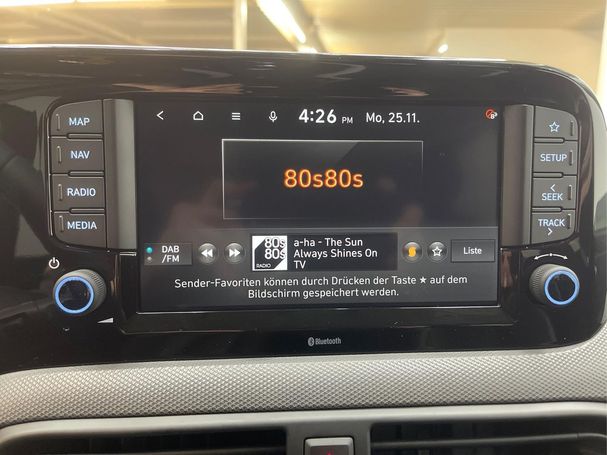 MAP
NAV
RADIO
MEDIA
4:26 PM Mo, 25.11.
80s80s
DAB
/FM
80s
80s
RADIO
a-ha - The Sun
Always Shines On
TV
Liste
Sender-Favoriten können durch Drücken der Taste ★ auf dem
Bildschirm gespeichert werden.
SETUP
SEEK
TRACK
Bluetooth